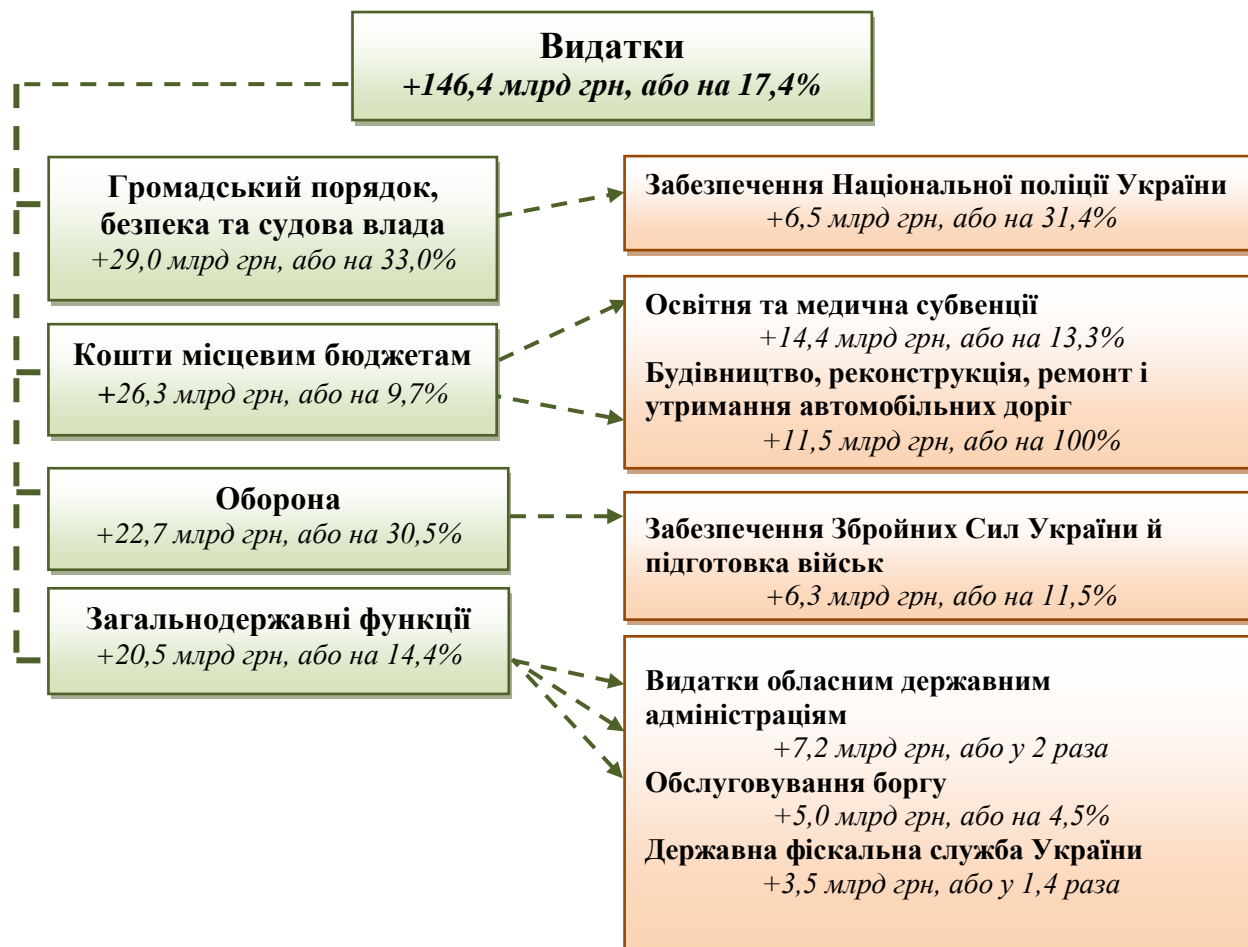 Видатки
+146,4 млрд грн, або на 17,4%
Громадський порядок,
безпека та судова влада
+29,0 млрд грн, або на 33,0%
Забезпечення Національної поліції України
+6,5 млрд грн, або на 31,4%
Кошти місцевим бюджетам
+26,3 млрд грн, або на 9,7%
Освітня та медична субвенції
+14,4 млрд грн, або на 13,3%
Будівництво, реконструкція, ремонт і
утримання автомобільних доріг
+11,5 млрд грн, або на 100%
Оборона
+22,7 млрд грн, або на 30,5%
Забезпечення Збройних Сил України й
підготовка військ
+6,3 млрд грн, або на 11,5%
Загальнодержавні функції
+20,5 млрд грн, або на 14,4%
Видатки обласним державним
адміністраціям
+7,2 млрд грн, або у 2 раза
Обслуговування боргу
+5,0 млрд грн, або на 4,5%
Державна фіскальна служба України
+3,5 млрд грн, або у 1,4 раза